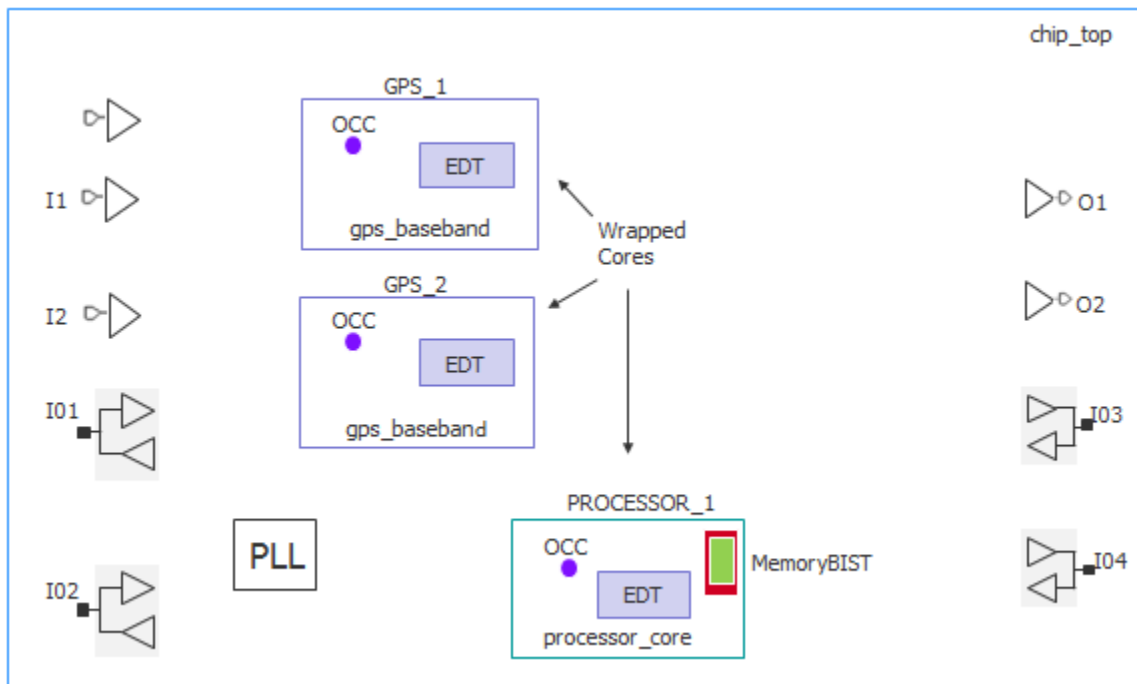 chip_top
GPS_1
OCC
EDT
I1
O1
gps_baseband
Wrapped
Cores
GPS_2
I2
OCC
O2
EDT
I01
I03
gps_baseband
PROCESSOR_1
PLL
OCC
MemoryBIST
I04
I02
EDT
processor_core